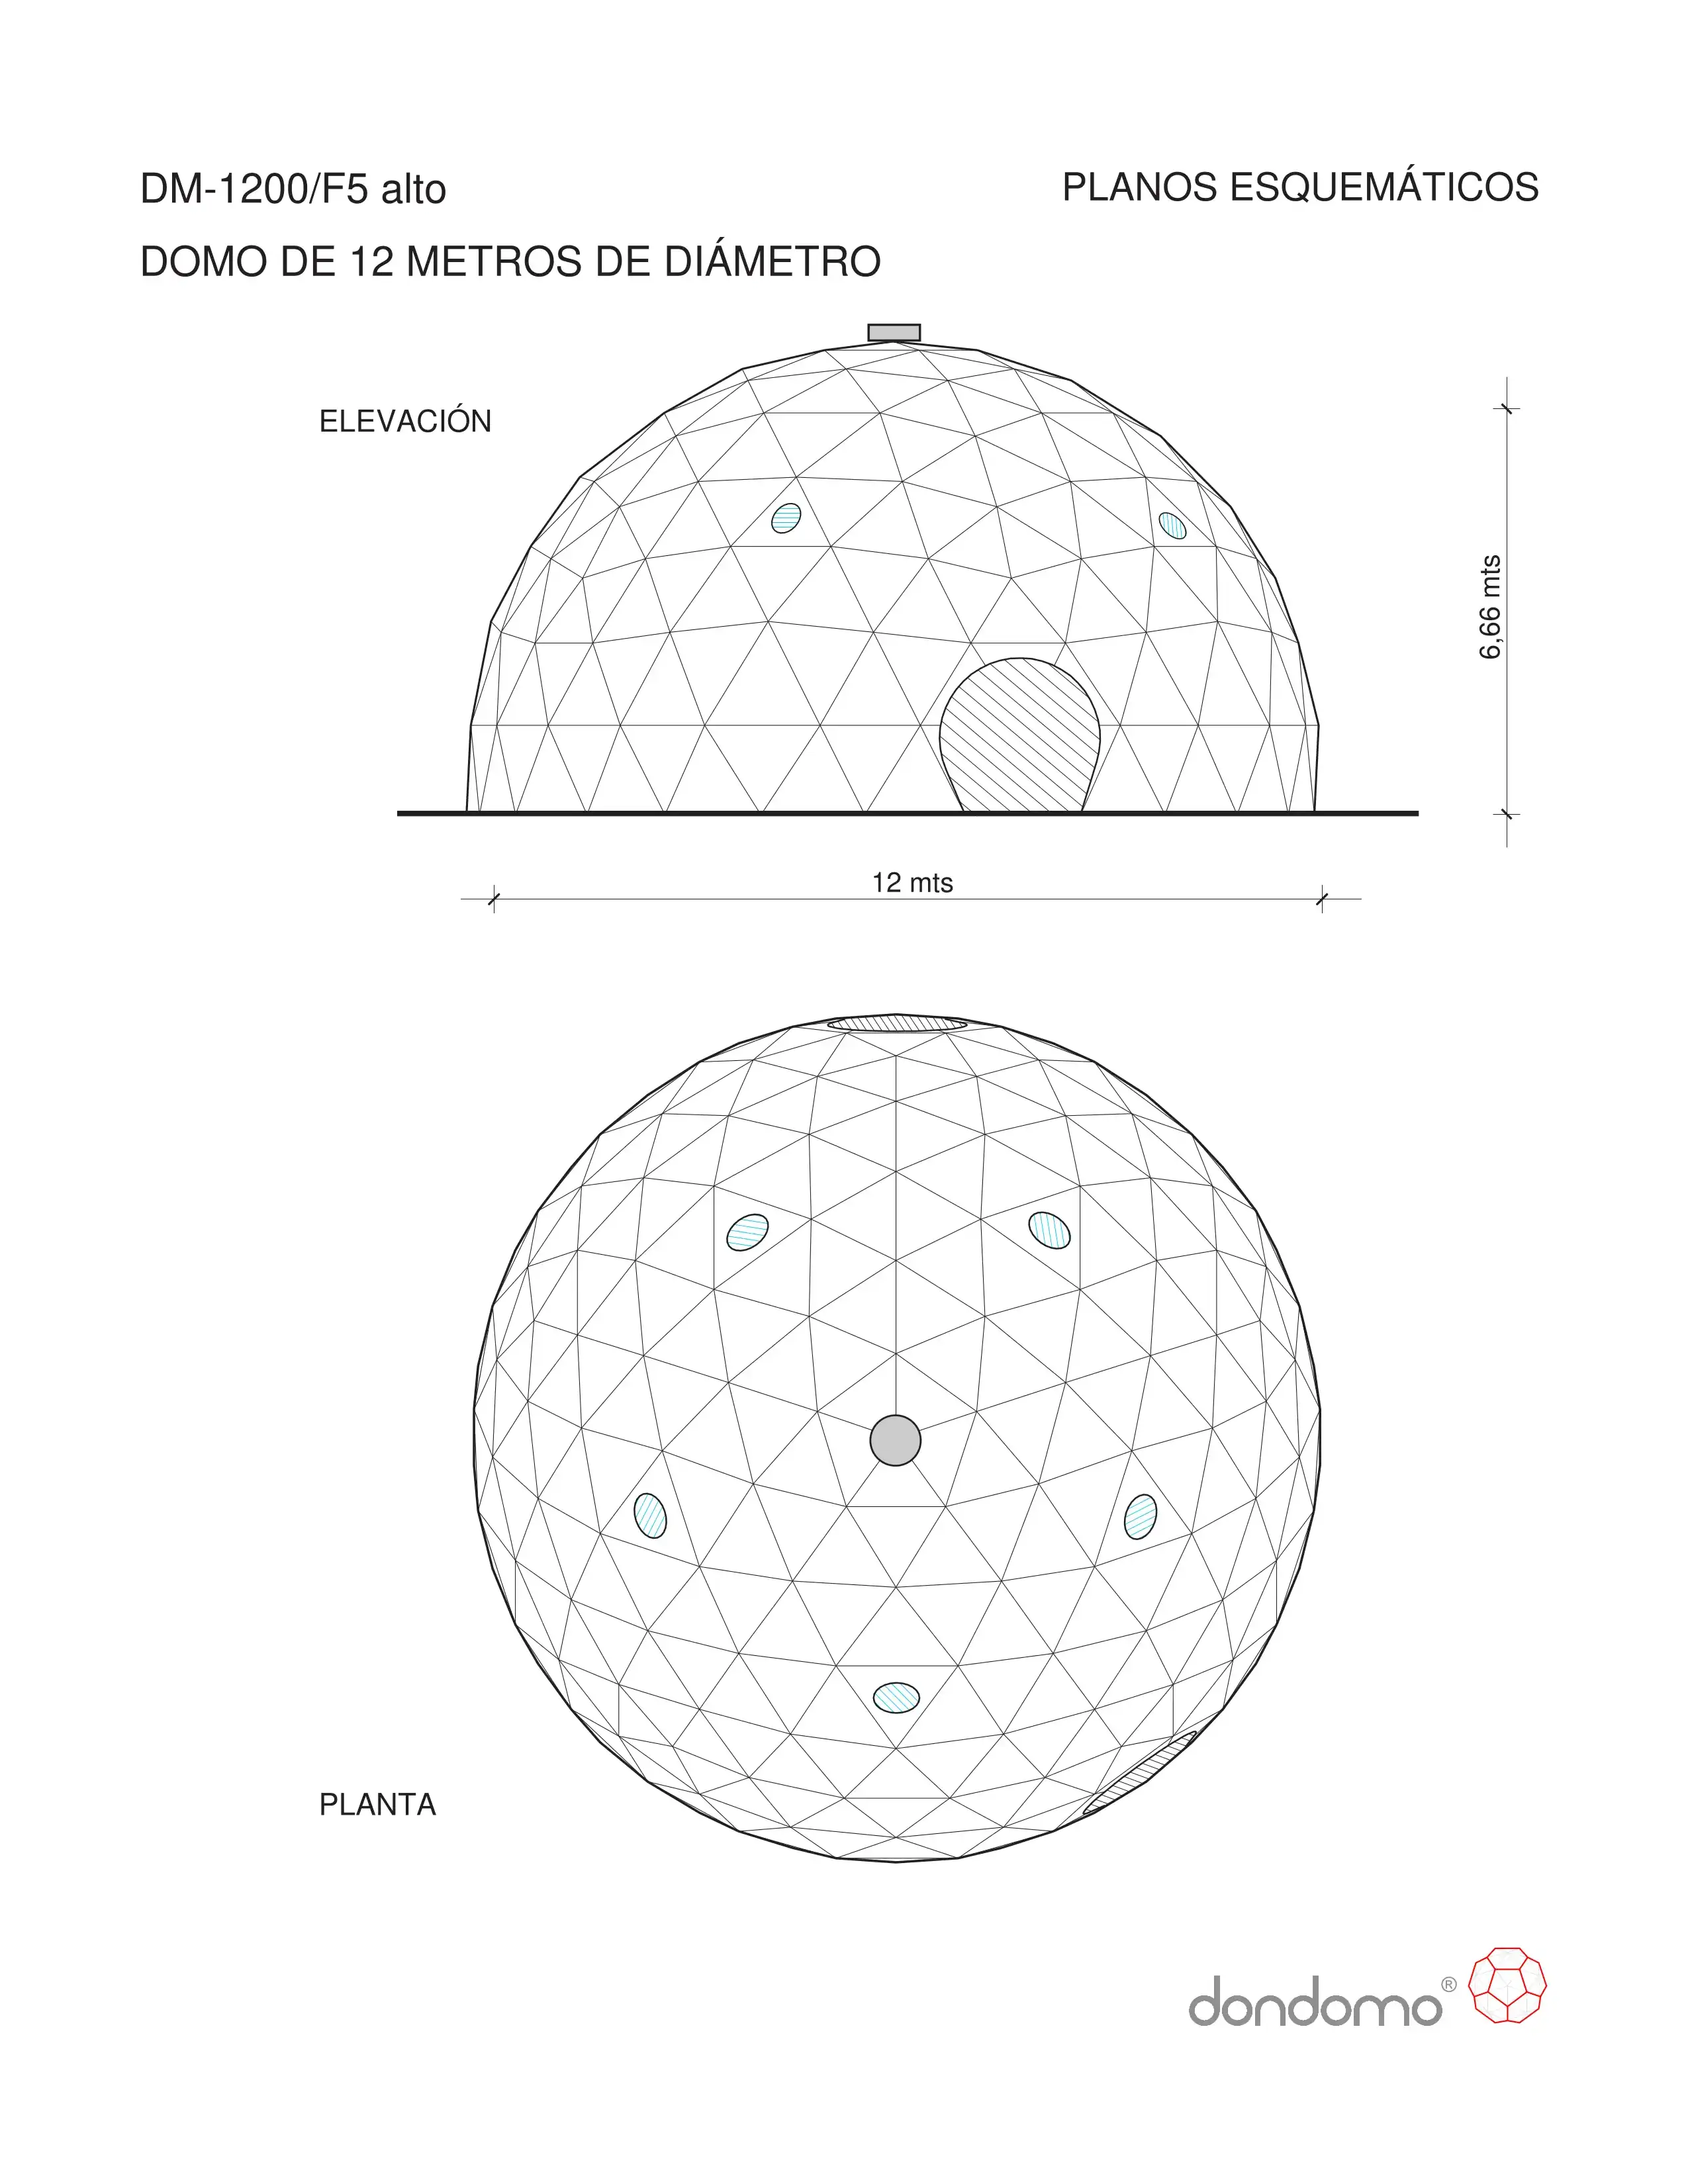 DM-1200/F5 alto
PLANOS ESQUEMÁTICOS
DOMO DE 12 METROS DE DIÁMETRO
ELEVACIÓN
6,66 mts
12 mts
PLANTA
dondomo®